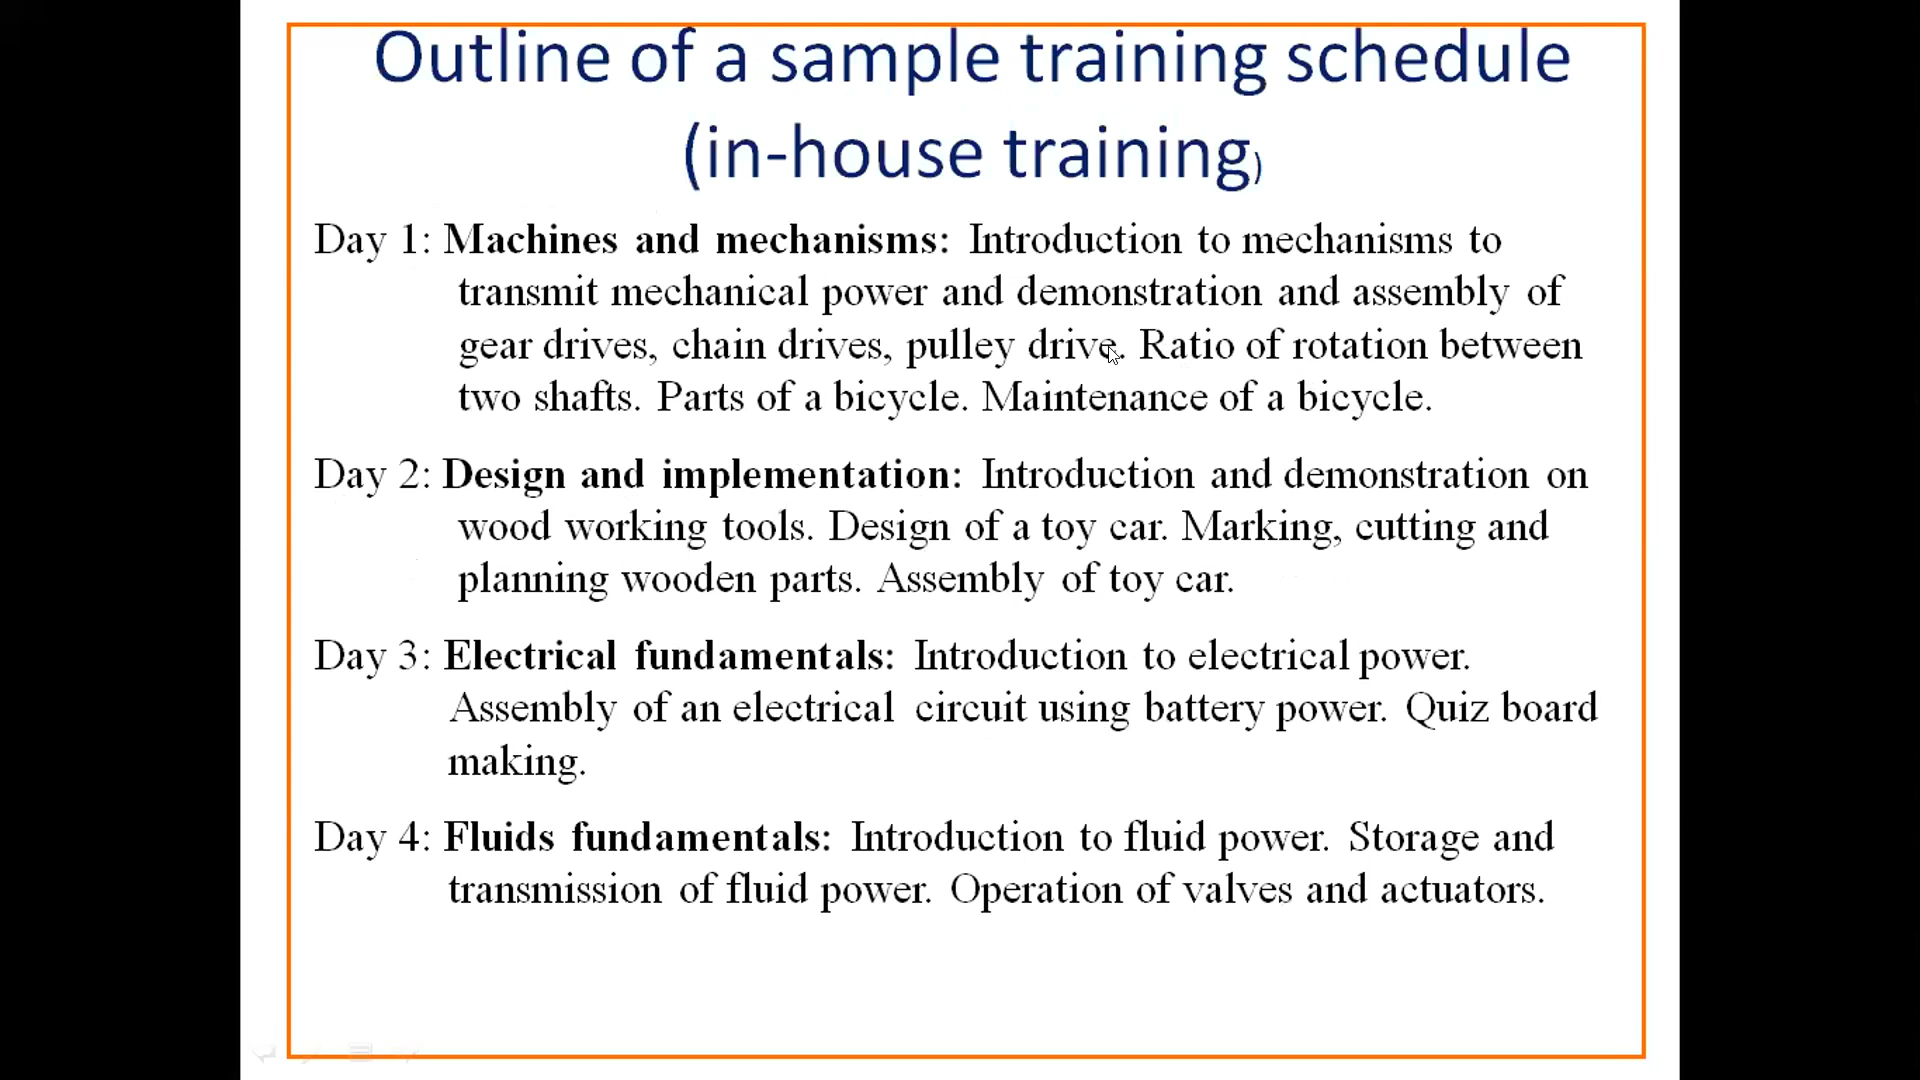 Outline of a sample training schedule
(in-house training)
Day 1: Machines and mechanisms: Introduction to mechanisms to
transmit mechanical power and demonstration and assembly of
gear drives, chain drives, pulley drive. Ratio of rotation between
two shafts. Parts of a bicycle. Maintenance of a bicycle.
Day 2: Design and implementation: Introduction and demonstration on
wood working tools. Design of a toy car. Marking, cutting and
planning wooden parts. Assembly of toy car.
Day 3: Electrical fundamentals: Introduction to electrical power.
Assembly of an electrical circuit using battery power. Quiz board
making.
Day 4: Fluids fundamentals: Introduction to fluid power. Storage and
transmission of fluid power. Operation of valves and actuators.